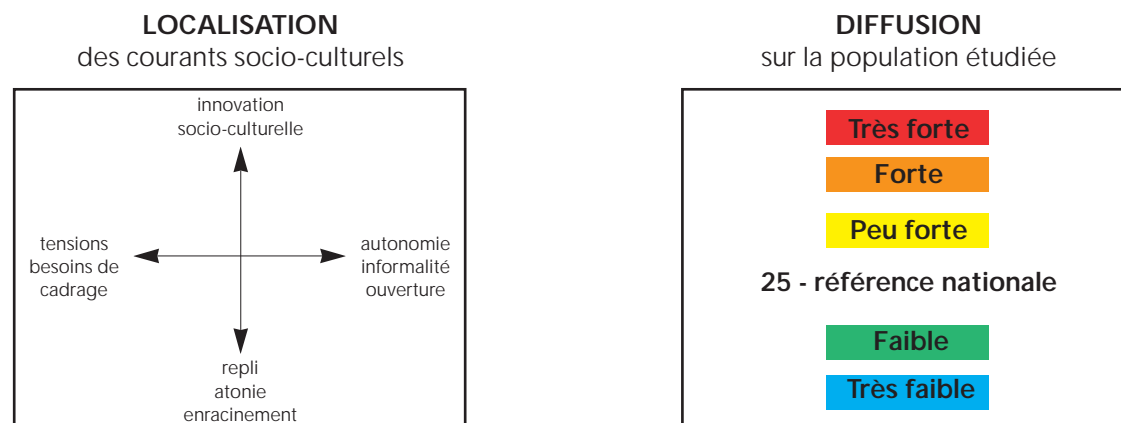 LOCALISATION
des courants socio-culturels
innovation
socio-culturelle
tensions
besoins de
cadrage
autonomie
informalité
ouverture
repli
atonie
enracinement
DIFFUSION
sur la population étudiée
Très forte
Forte
Peu forte
25 - référence nationale
Faible
Très faible